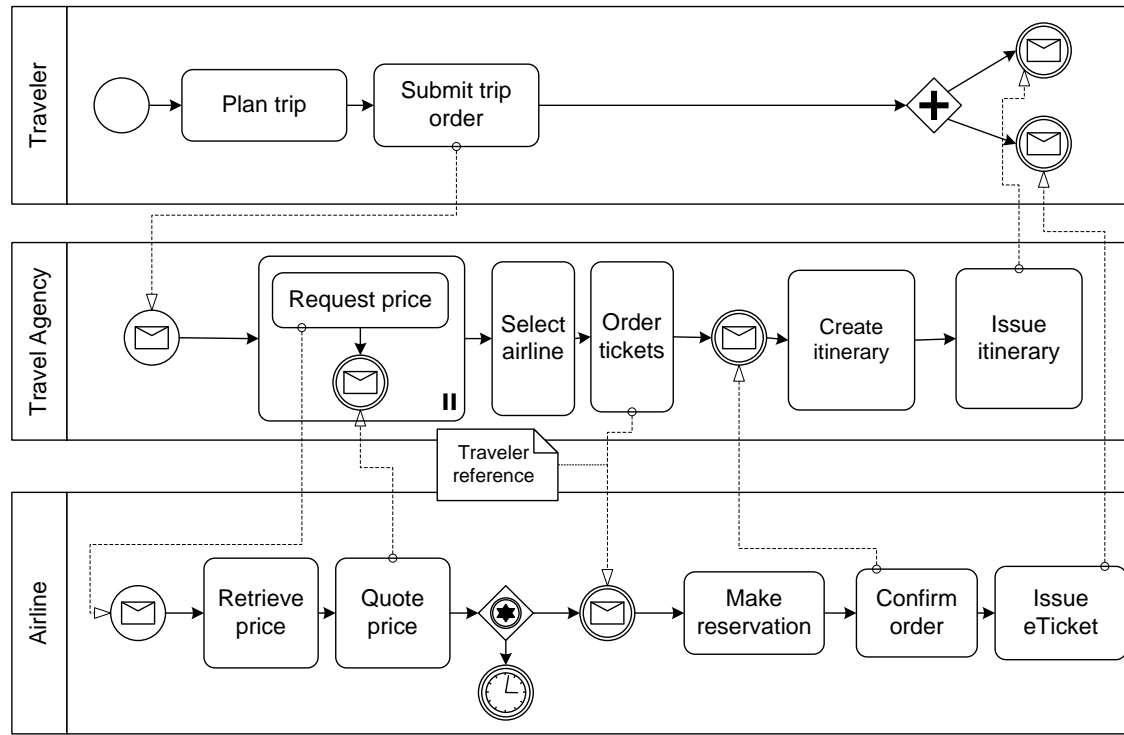 Traveler
Plan trip
Submit trip
order
Travel Agency
Request price
Select
airline
Order
tickets
Create
itinerary
Issue
itinerary
Traveler
reference
Airline
Retrieve
price
Quote
price
Make
reservation
Confirm
order
Issue
eTicket